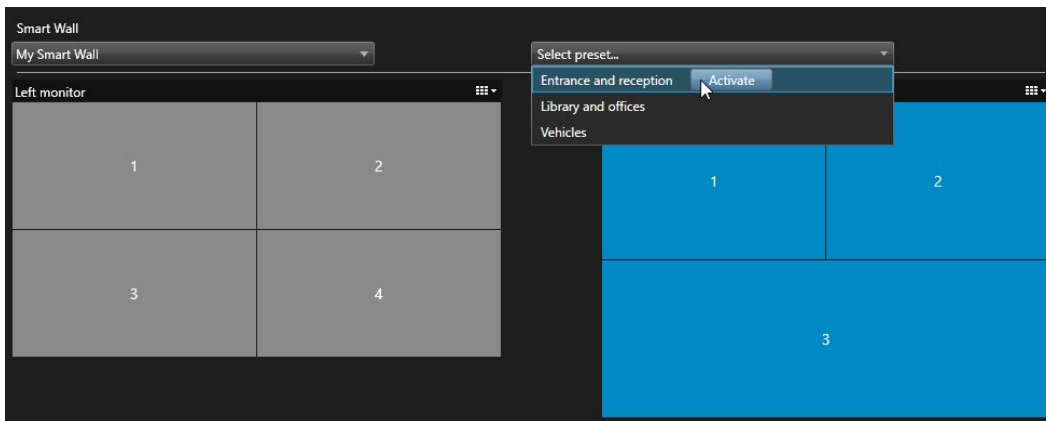 Smart Wall
My Smart Wall
Select preset...
Entrance and reception Activate
Library and offices
Vehicles
Left monitor
1 2
3 4
1 2
3